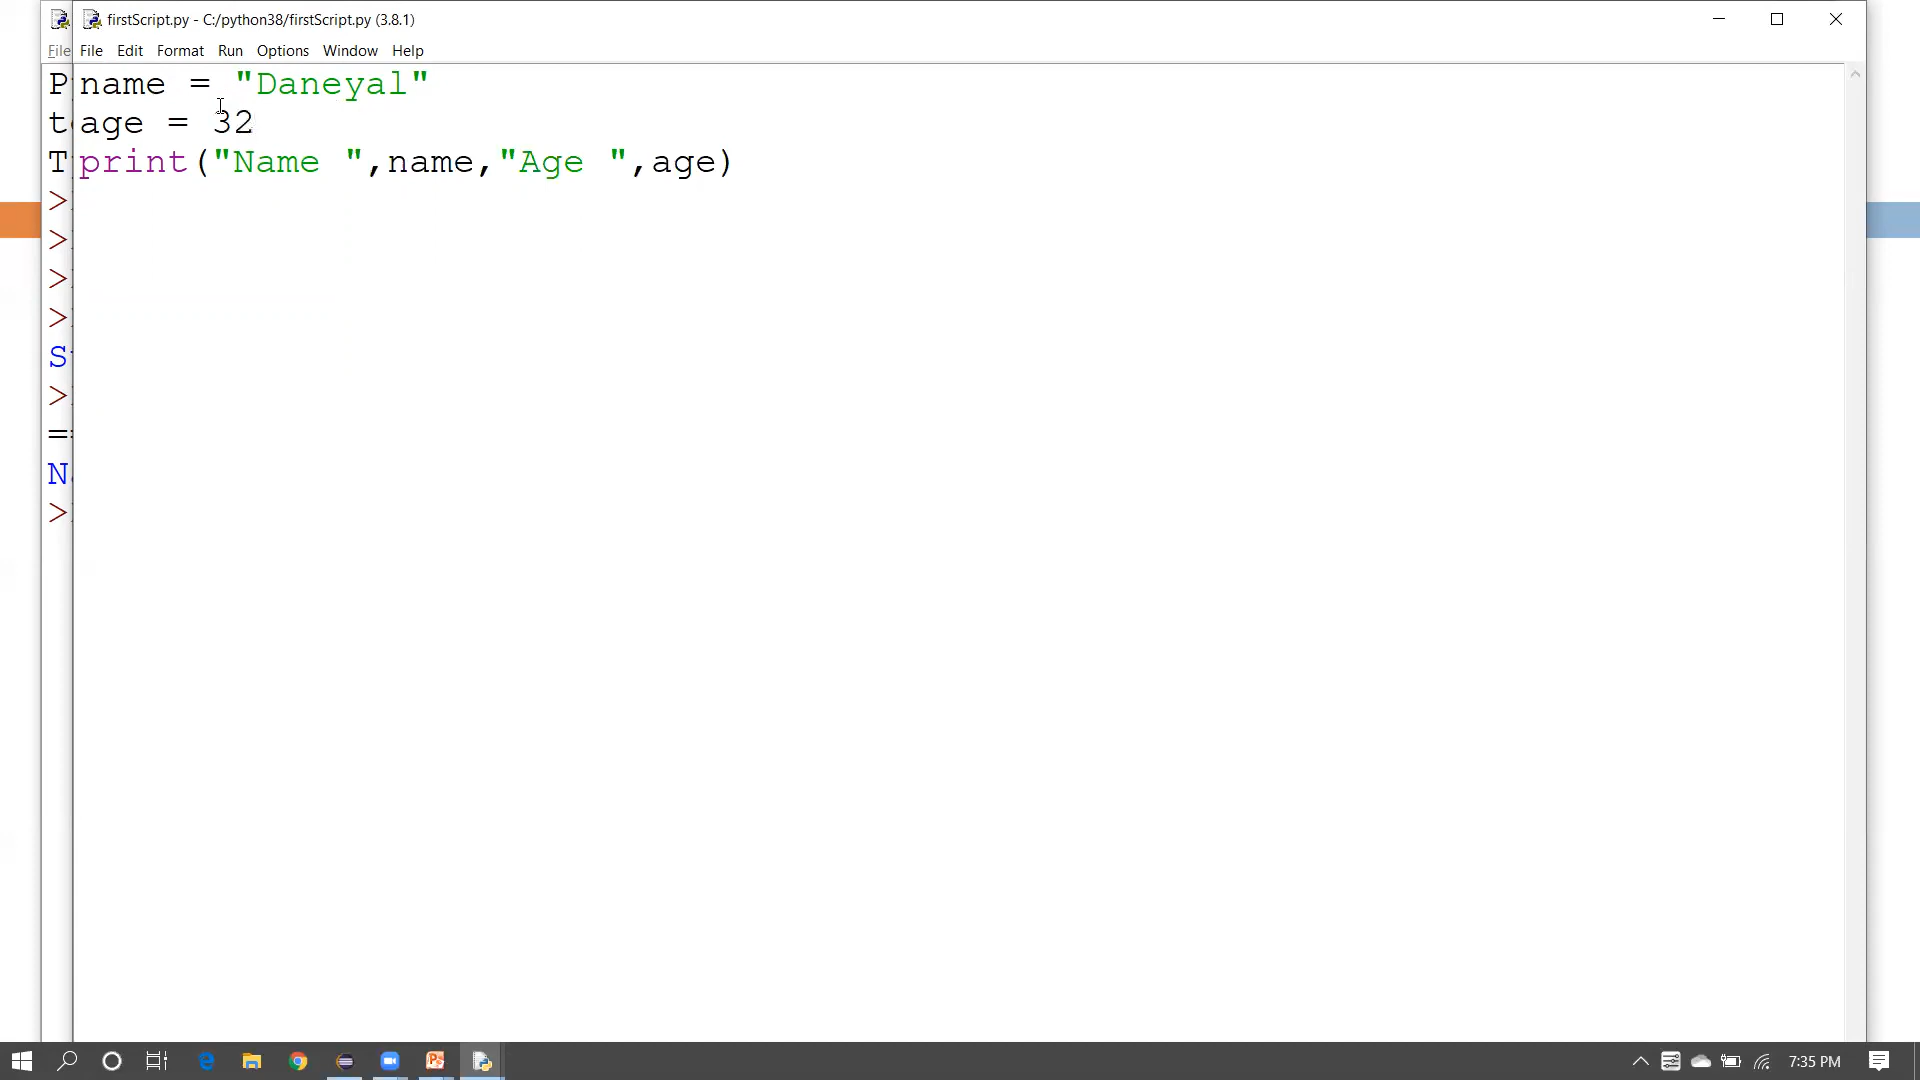 firstScript.py - C:/python38/firstScript.py (3.8.1)
File
File Edit Format Run Options Window Help
name = "Daneyal"
age = 32
print("Name ",name,"Age ",age)
>
>
>
>
>
==
>
7:35 PM